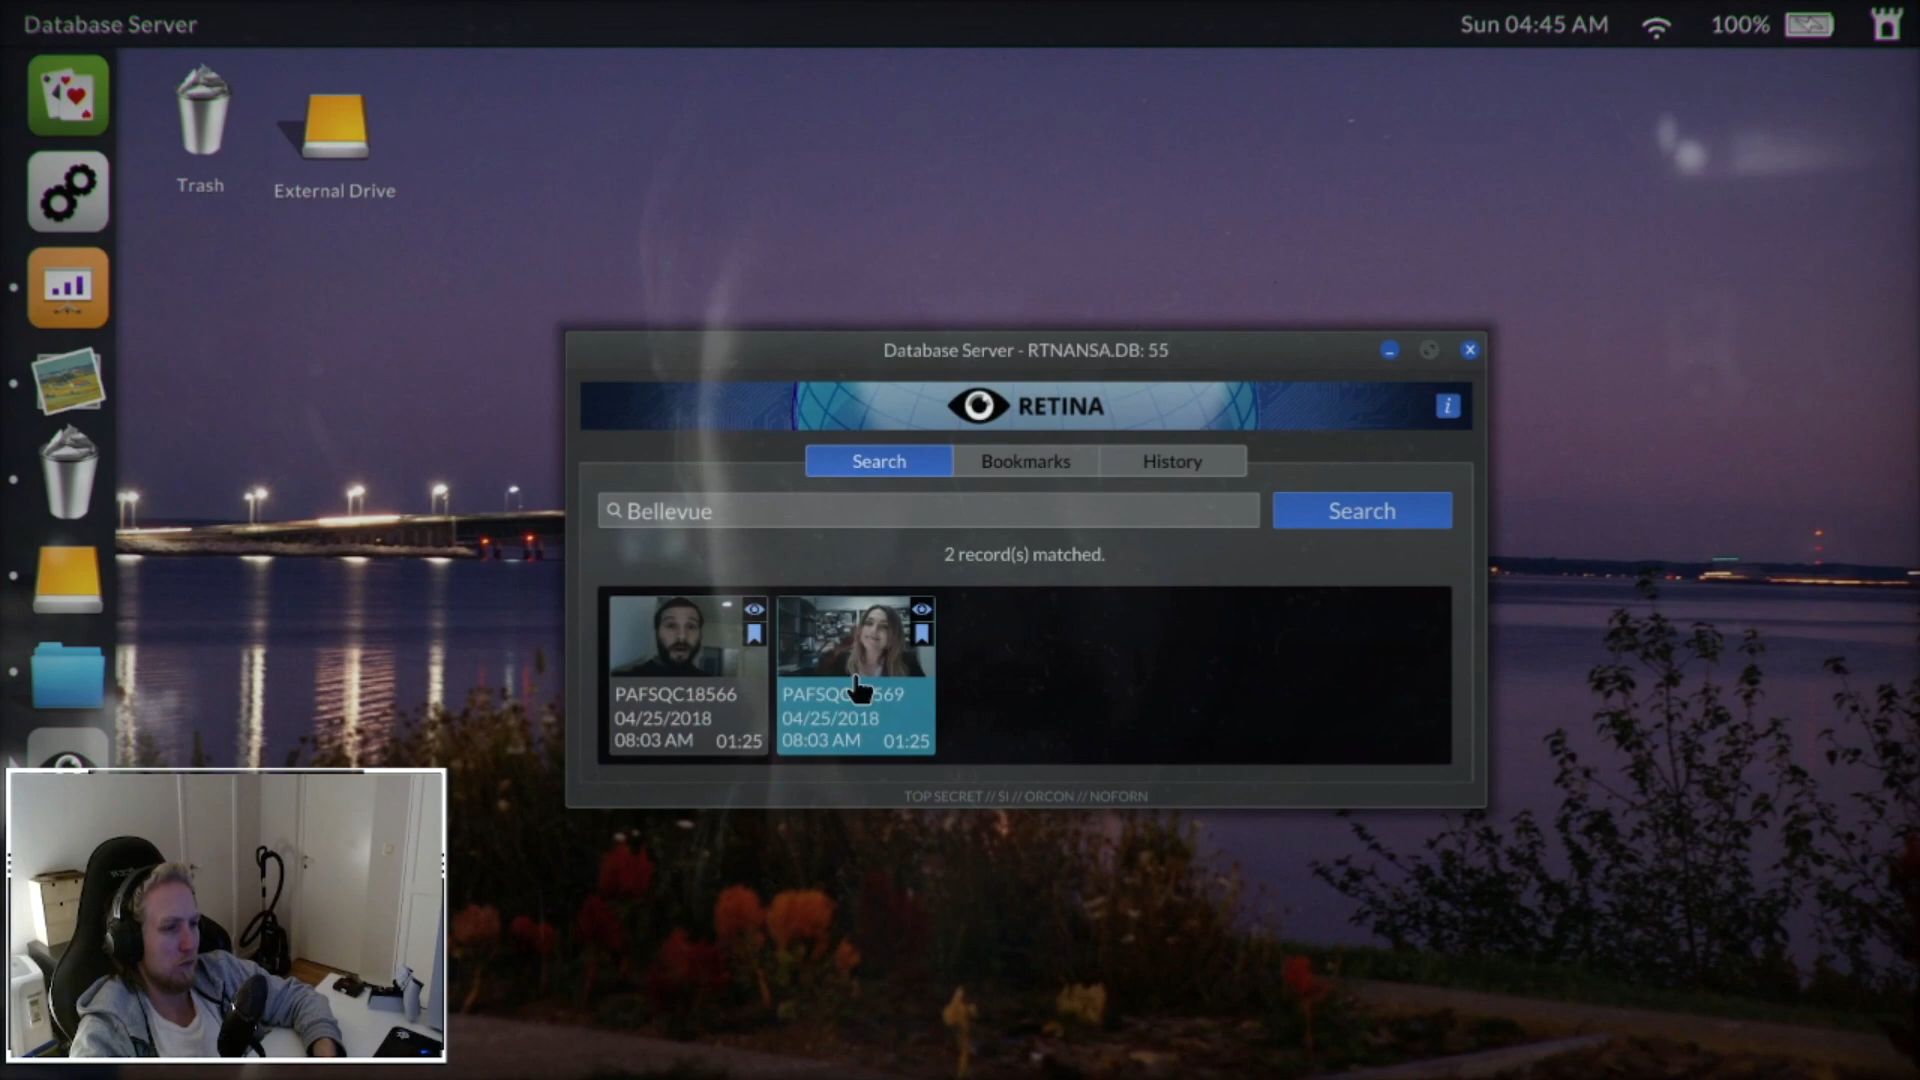 Database Server
Sun 04:45 AM
100%
Trash
External Drive
Database Server - RTNANSA.DB: 55
RETINA
i
Search
Bookmarks
History
Bellevue
Search
2 record(s) matched.
PAFSQC18566
04/25/2018
08:03 AM 01:25
04/25/2018
08:03 AM 01:25
TOP SECRET // SI // ORCON // NOFORN